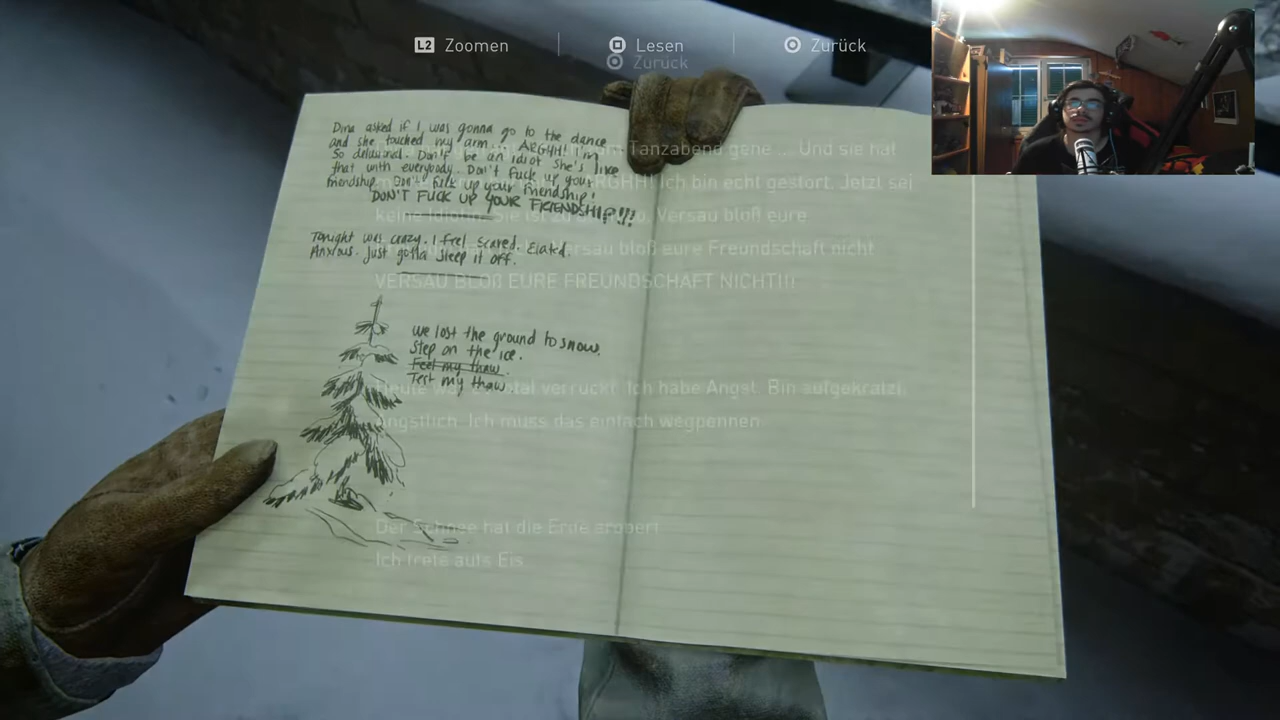 L2 Zoomen
Lesen
Zurück
Zurück
Dina asked if I was gonna go to the dance
and she touched my arm. ARGHH! I'm
So delusional. Don't be an idiot she's like
that with everybody. Don't fuck up your
friendship. Don't fuck up your friendship!
DON'T FUCK UP YOUR FRIENDSHIP!!!
Tonight was crazy. I feel scared. Elated.
Anxious. Just gotta sleep it off.
We lost the ground to snow.
Step on the ice.
Feel my thaw.
Test my thaw.
Tanzabend gehe ... Und sie hat
ARGHH! Ich bin echt gestört. Jetzt sei
keine Idiotin. Sie ist zu so. Versau bloß eure
Versau bloß eure Freundschaft nicht
VERSAU BLOß EURE FREUNDSCHAFT NICHT!!!
Heute total verrückt. Ich habe Angst. Bin aufgekratzt.
Ängstlich. Ich muss das einfach wegpennen.
Der Schnee hat die Erde erobert
Ich trete aufs Eis.